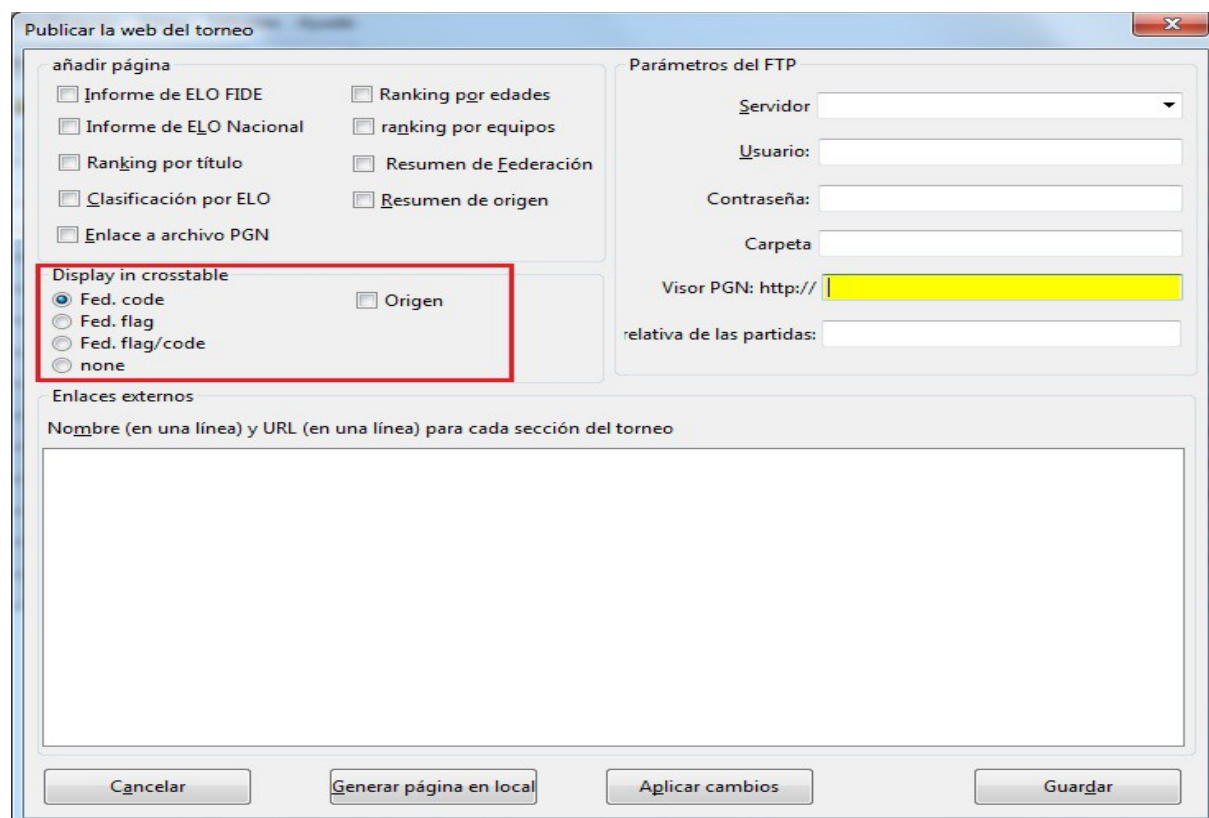 Publicar la web del torneo
añadir página
Informe de ELO FIDE
Ranking por edades
Informe de ELO Nacional
ranking por equipos
Ranking por título
Resumen de Federación
Clasificación por ELO
Resumen de origen
Enlace a archivo PGN
Parámetros del FTP
Servidor
Usuario:
Contraseña:
Carpeta
Visor PGN: http://
relativa de las partidas:
Display in crosstable
Fed. code
Origen
Fed. flag
Fed. flag/code
none
Enlaces externos
Nombre (en una línea) y URL (en una línea) para cada sección del torneo
Cancelar
Generar página en local
Aplicar cambios
Guardar